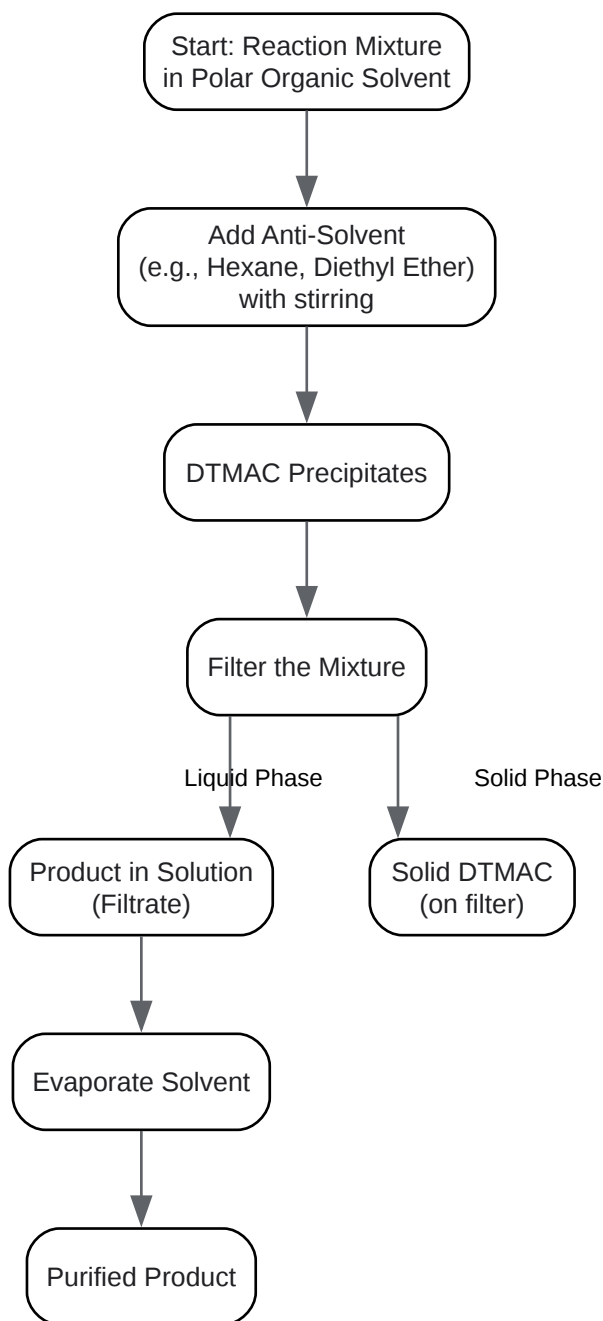 Start: Reaction Mixture
in Polar Organic Solvent
Add Anti-Solvent
(e.g., Hexane, Diethyl Ether)
with stirring
DTMAC Precipitates
Filter the Mixture
Liquid Phase
Solid Phase
Product in Solution
(Filtrate)
Solid DTMAC
(on filter)
Evaporate Solvent
Purified Product